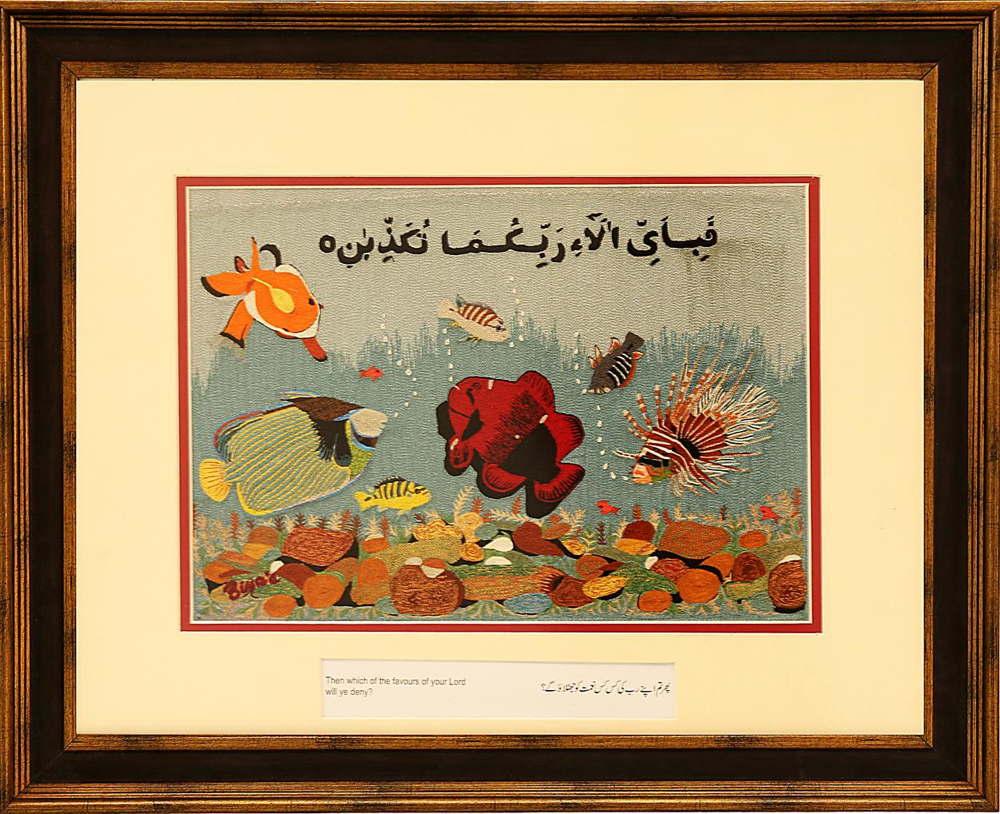 فَبِاَيِّ اٰلَآءِ رَبِّكُمَا تُكَذِّبٰنِ ○
Then which of the favours of your Lord
will ye deny?
پھر تم اپنے رب کی کس کس نعمت کو جھٹلاؤ گے؟